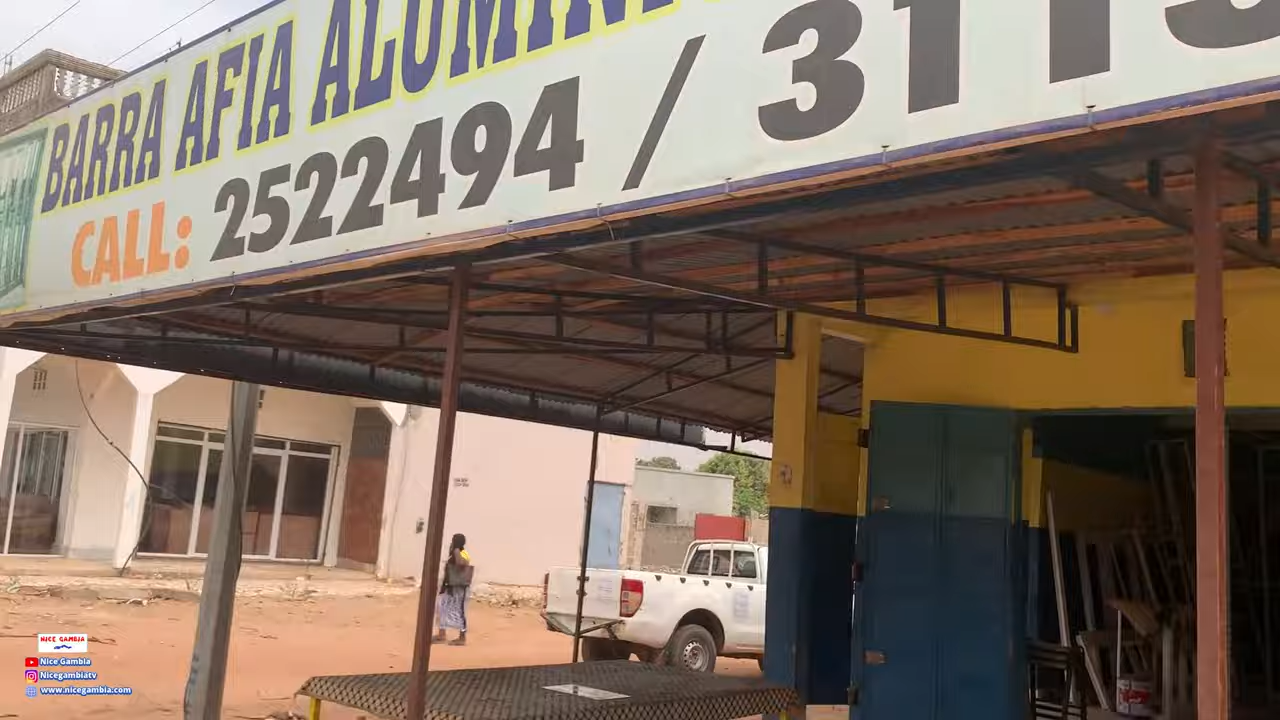 BARRA AFIA
CALL: 2522494 /
NICE GAMBIA
Nice Gambia
Nicegambiatv
www.nicegambia.com